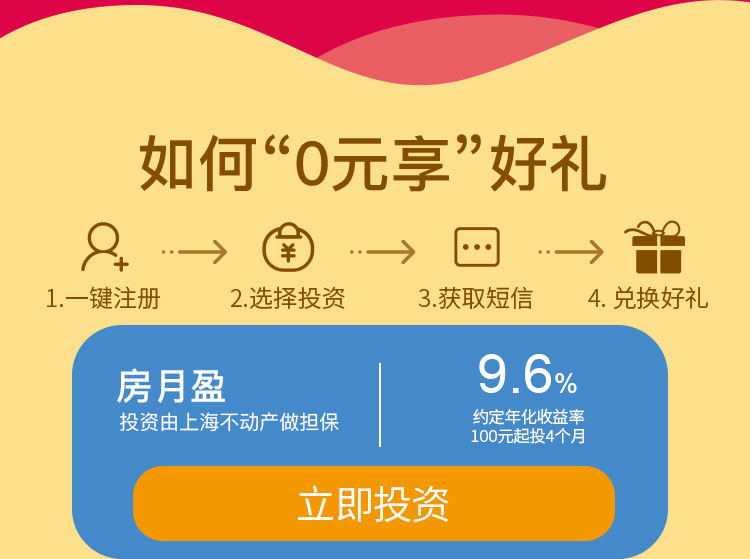 如何“0元享”好礼
1.一键注册
2.选择投资
3.获取短信
4. 兑换好礼
房月盈
投资由上海不动产做担保
9.6%
约定年化收益率
100元起投4个月
立即投资